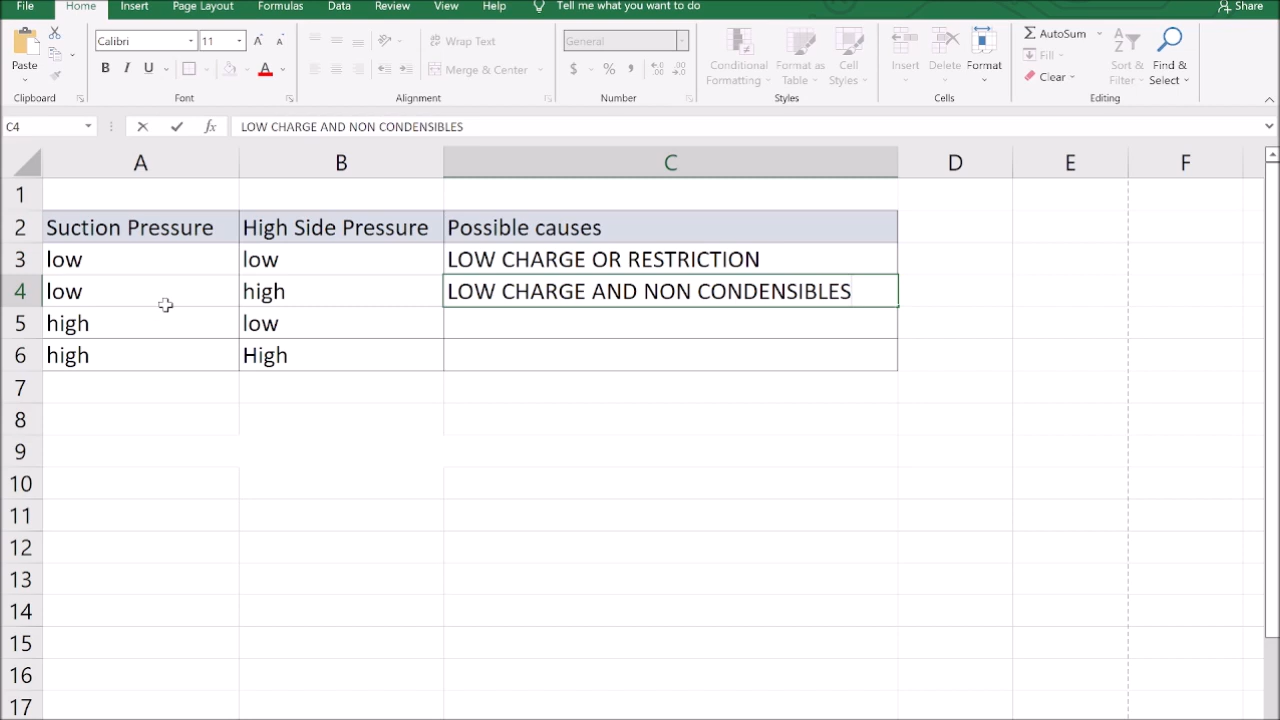 File Home Insert Page Layout Formulas Data Review View Help Tell me what you want to do Share
Calibri 11 A A Wrap Text General AutoSum
Paste Conditional Format as Cell Insert Delete Format Fill Sort & Find &
B I U A Merge & Center $ % , Formatting Table Styles Clear Filter Select
Clipboard Font Alignment Number Styles Cells Editing
C4 fx LOW CHARGE AND NON CONDENSIBLES
A B C D E F
1
2 Suction Pressure High Side Pressure Possible causes
3 low low LOW CHARGE OR RESTRICTION
4 low high LOW CHARGE AND NON CONDENSIBLES
5 high low
6 high High
7
8
9
10
11
12
13
14
15
16
17